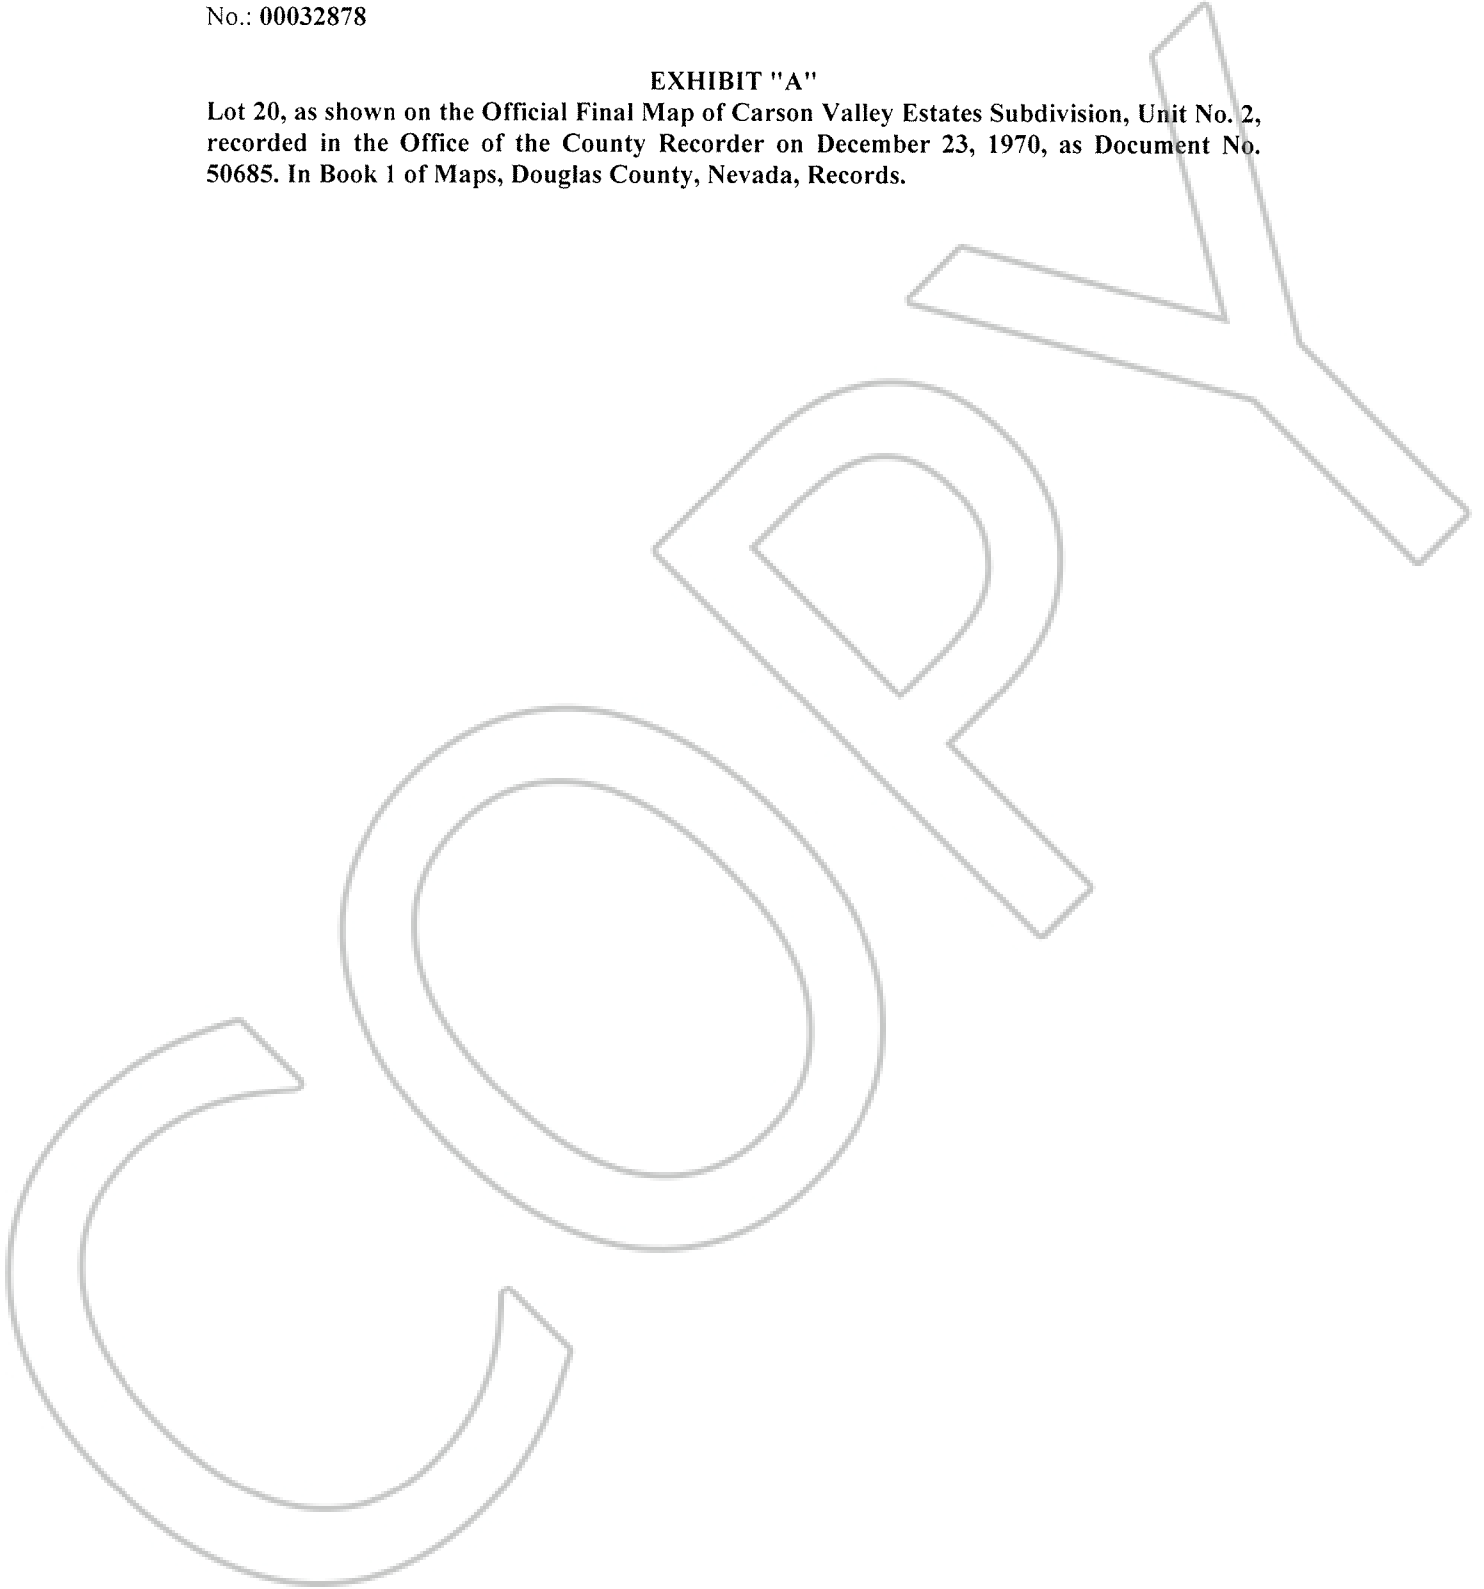 No.: 00032878
EXHIBIT "A"
Lot 20, as shown on the Official Final Map of Carson Valley Estates Subdivision, Unit No. 2,
recorded in the Office of the County Recorder on December 23, 1970, as Document No.
50685. In Book 1 of Maps, Douglas County, Nevada, Records.
COPY